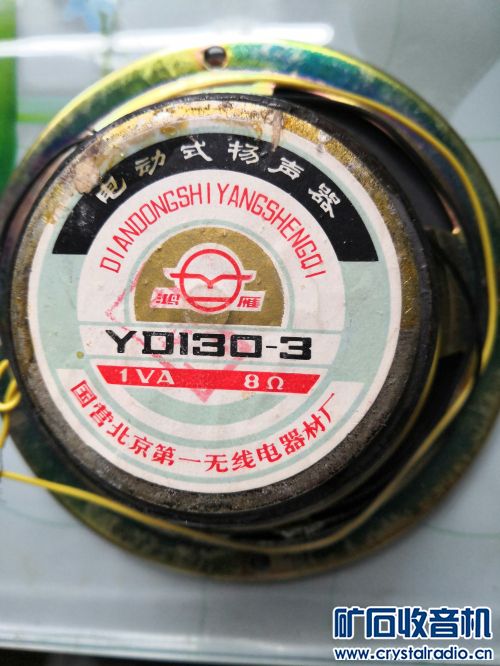 电动式扬声器
DIANDONGSHIYANGSHENGQI
鸿雁
YD130-3
1VA 8Ω
国营北京第一无线电器材厂
矿石收音机
www.crystalradio.cn